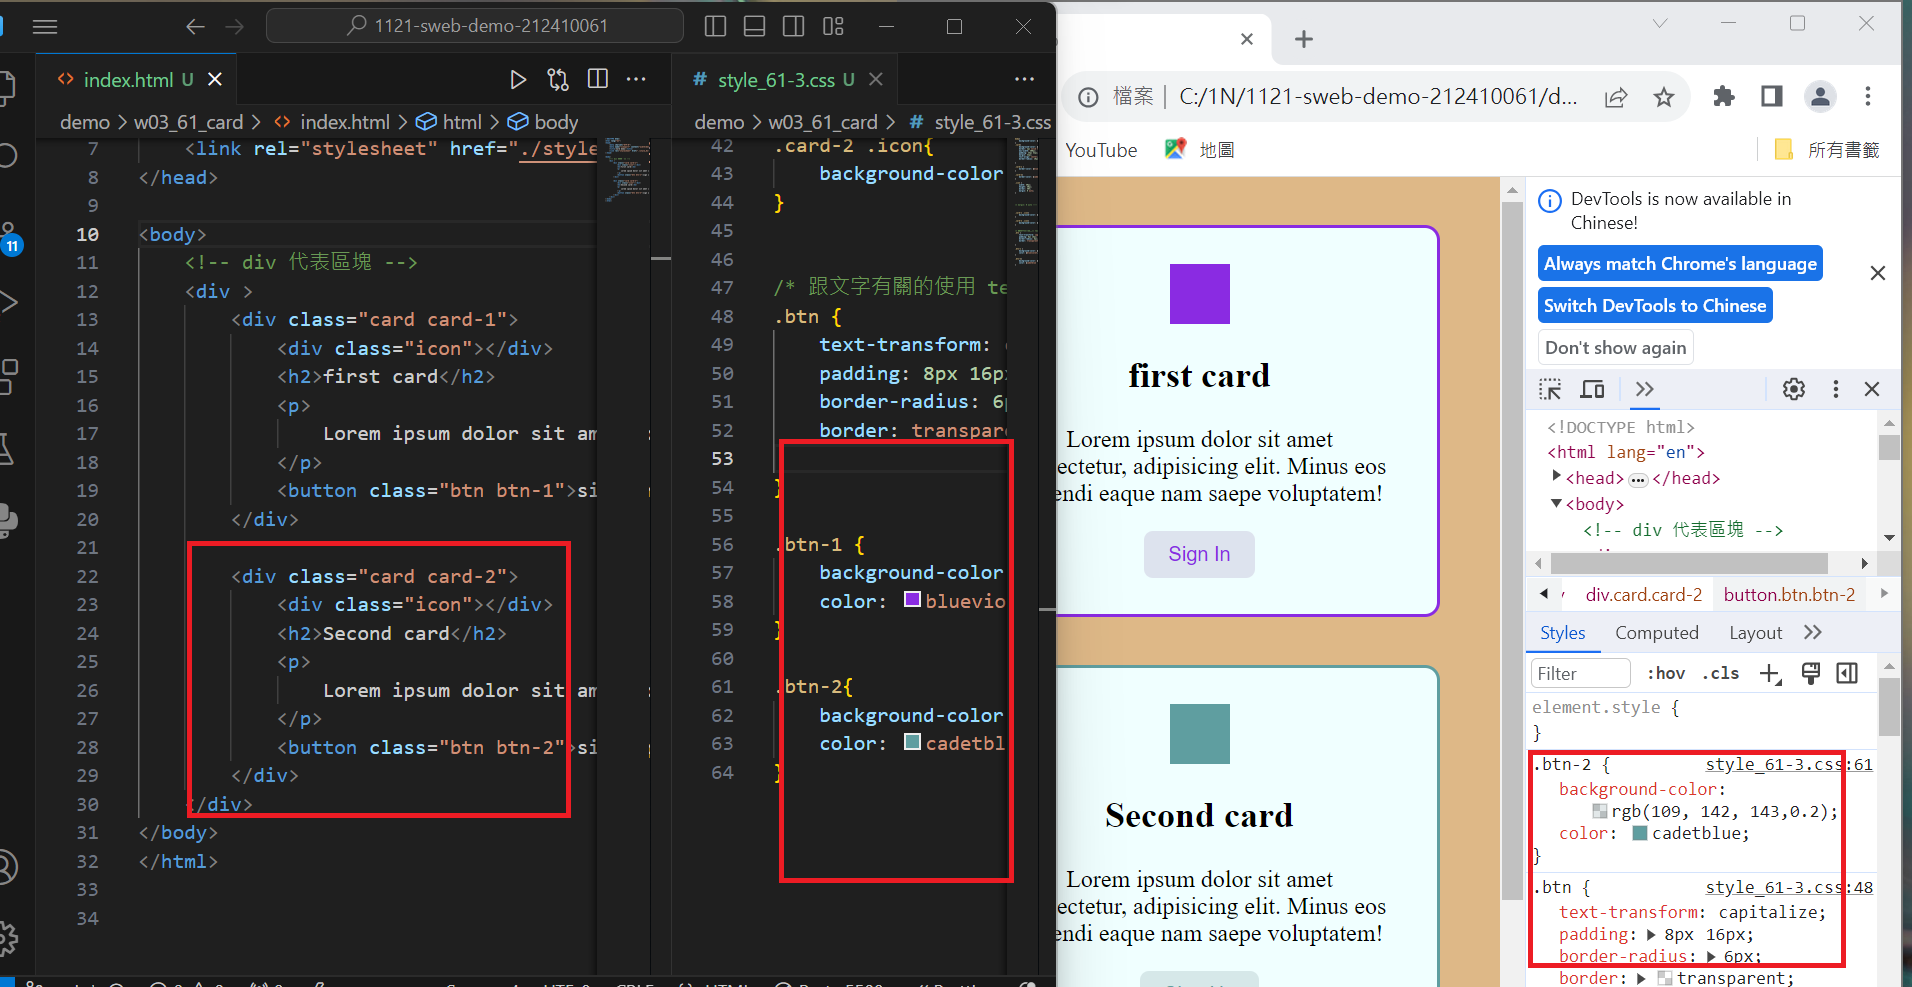 1121-sweb-demo-212410061
index.html U
style_61-3.css U
demo > w03_61_card > index.html > html > body
demo > w03_61_card > style_61-3.css
7 <link rel="stylesheet" href="./style
8 </head>
9
10 <body>
11 <!-- div 代表區塊 -->
12 <div >
13 <div class="card card-1">
14 <div class="icon"></div>
15 <h2>first card</h2>
16 <p>
17 Lorem ipsum dolor sit am
18 </p>
19 <button class="btn btn-1">si
20 </div>
21
22 <div class="card card-2">
23 <div class="icon"></div>
24 <h2>Second card</h2>
25 <p>
26 Lorem ipsum dolor sit am
27 </p>
28 <button class="btn btn-2">si
29 </div>
30 </div>
31 </body>
32 </html>
33
34
11
42 .card-2 .icon{
43 background-color
44 }
45
46
47 /* 跟文字有關的使用 te
48 .btn {
49 text-transform:
50 padding: 8px 16px
51 border-radius: 6p
52 border: transpare
53
54 }
55
56 .btn-1 {
57 background-color
58 color: bluevio
59 }
60
61 .btn-2{
62 background-color
63 color: cadetbl
64 }
檔案 | C:/1N/1121-sweb-demo-212410061/d...
YouTube
地圖
所有書籤
first card
Lorem ipsum dolor sit amet
ectetur, adipisicing elit. Minus eos
endi eaque nam saepe voluptatem!
Sign In
Second card
Lorem ipsum dolor sit amet
ectetur, adipisicing elit. Minus eos
endi eaque nam saepe voluptatem!
DevTools is now available in
Chinese!
Always match Chrome's language
Switch DevTools to Chinese
Don't show again
<!DOCTYPE html>
<html lang="en">
<head> ... </head>
<body>
<!-- div 代表區塊 -->
div.card.card-2 button.btn.btn-2
Styles Computed Layout
Filter :hov .cls
element.style {
}
.btn-2 { style_61-3.css:61
background-color:
rgb(109, 142, 143,0.2);
color: cadetblue;
}
.btn { style_61-3.css:48
text-transform: capitalize;
padding: 8px 16px;
border-radius: 6px;
border: transparent;